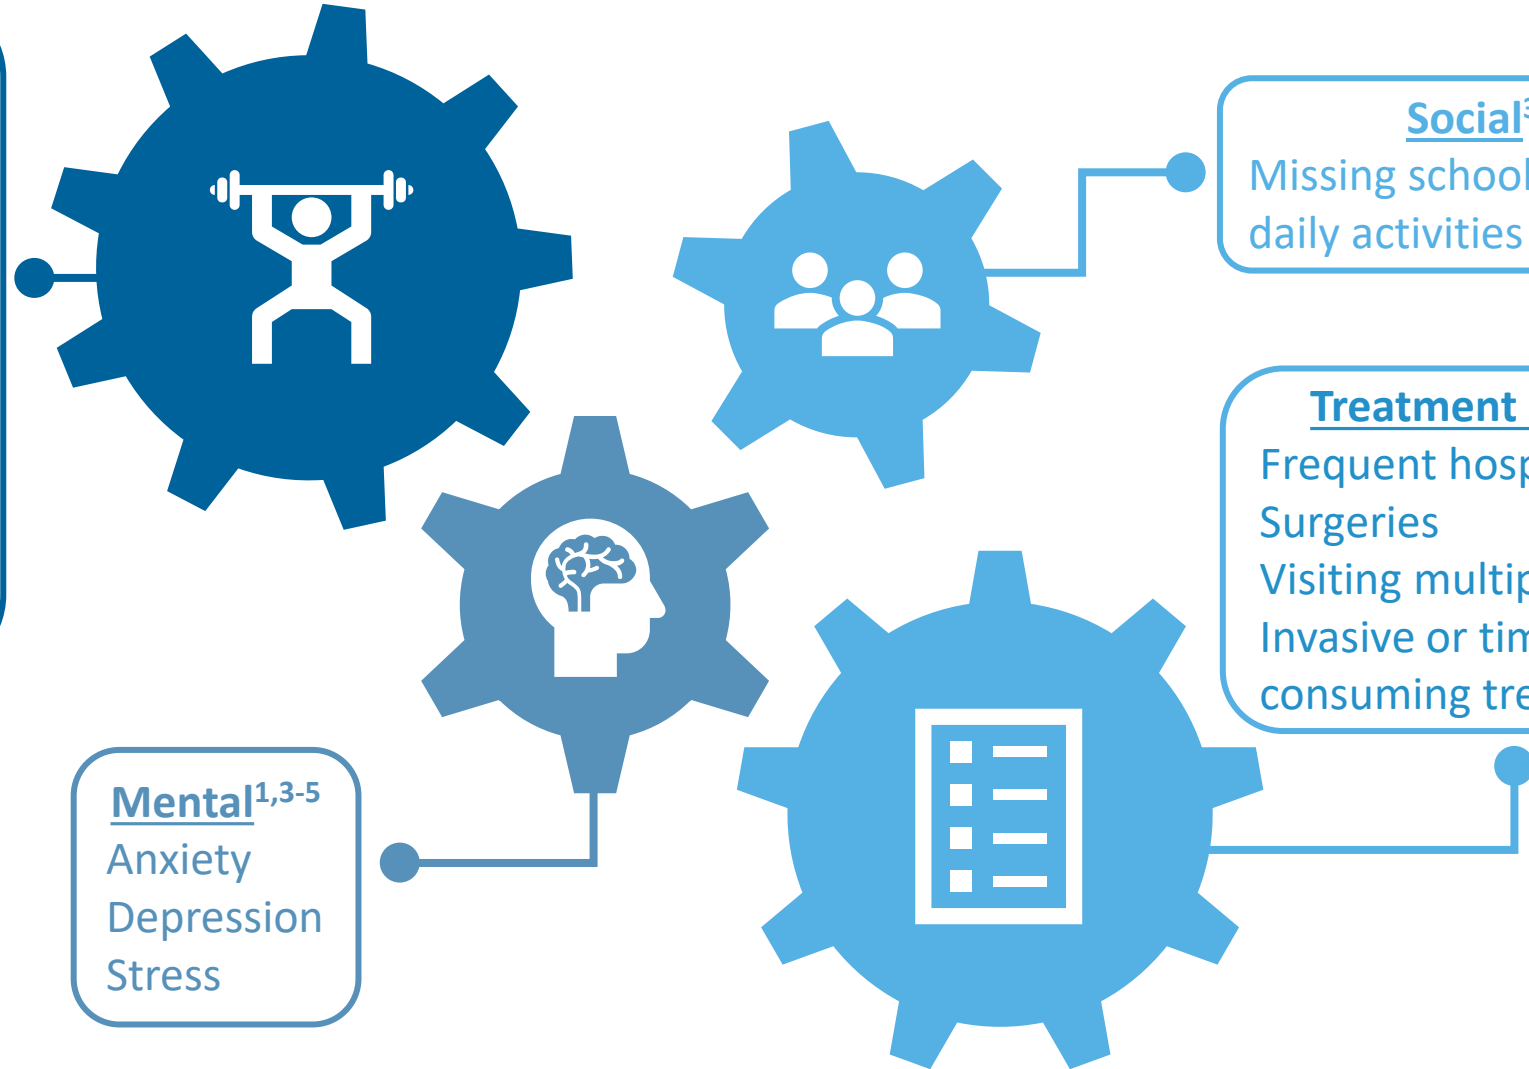 Social
Missing school
daily activities
Treatment
Frequent hosp
Surgeries
Visiting multip
Invasive or tim
consuming tre
Mental1,3-5
Anxiety
Depression
Stress